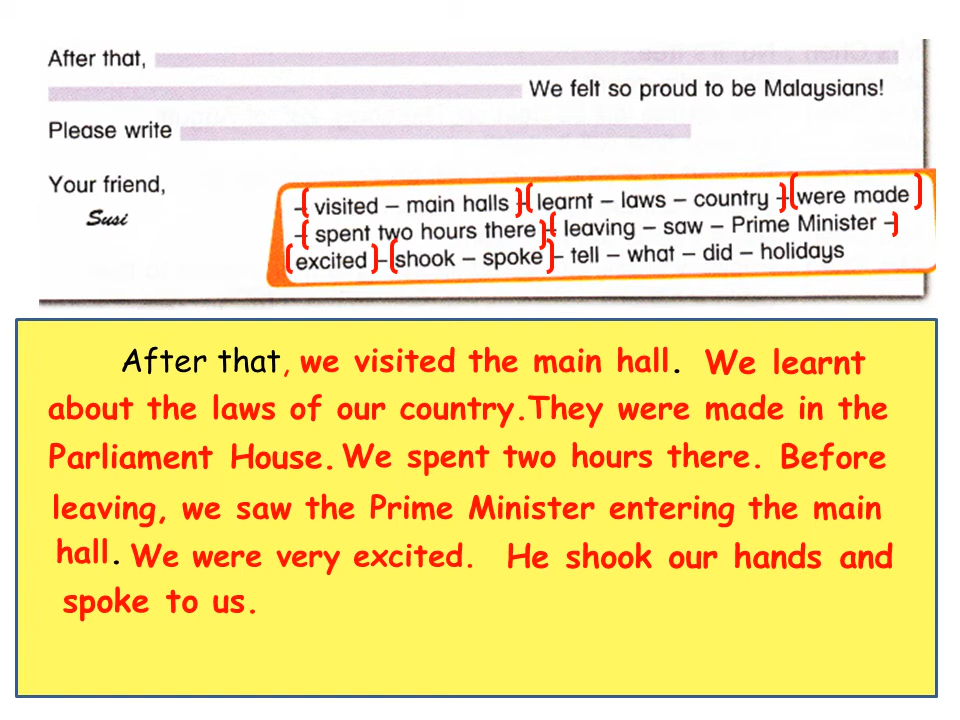 After that,
We felt so proud to be Malaysians!
Please write
Your friend,
Susi
– visited – main halls – learnt – laws – country – were made
– spent two hours there – leaving – saw – Prime Minister –
excited – shook – spoke – tell – what – did – holidays
After that, we visited the main hall. We learnt
about the laws of our country.They were made in the
Parliament House. We spent two hours there. Before
leaving, we saw the Prime Minister entering the main
hall. We were very excited. He shook our hands and
spoke to us.